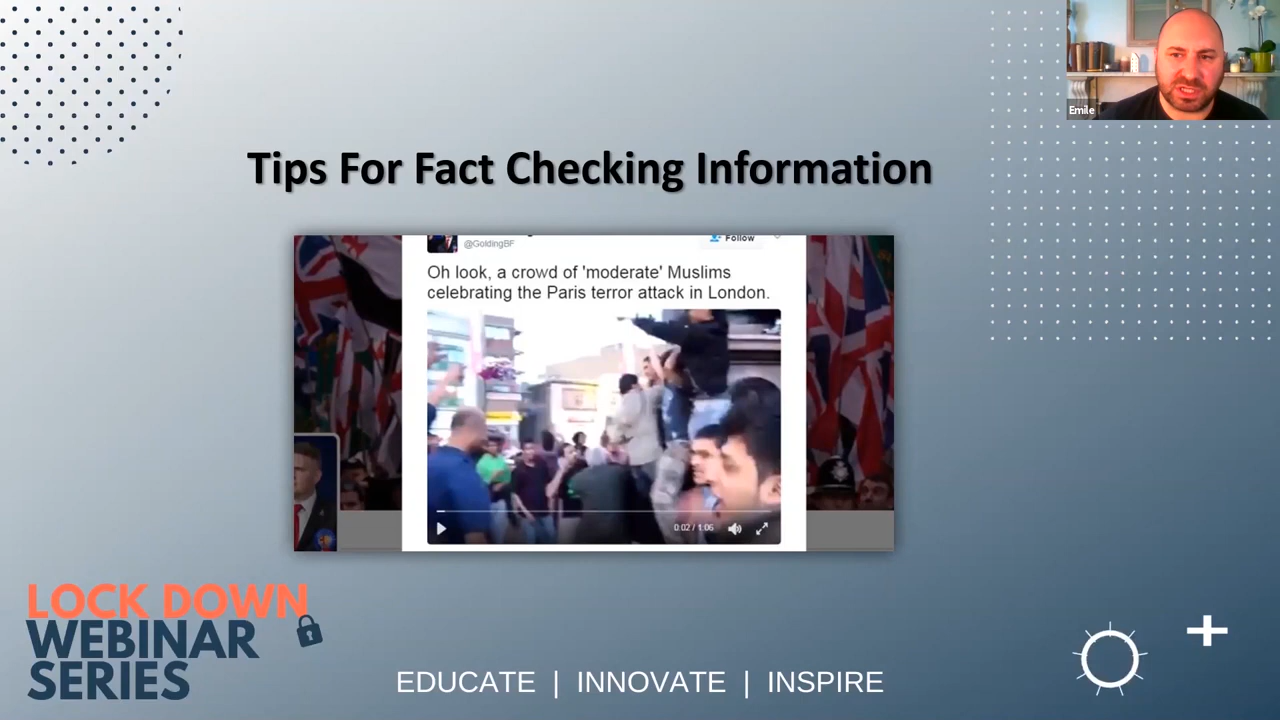 Emile
Tips For Fact Checking Information
@GoldingBF
Follow
Oh look, a crowd of 'moderate' Muslims
celebrating the Paris terror attack in London.
0:02 / 1:06
LOCK DOWN
WEBINAR
SERIES
EDUCATE | INNOVATE | INSPIRE